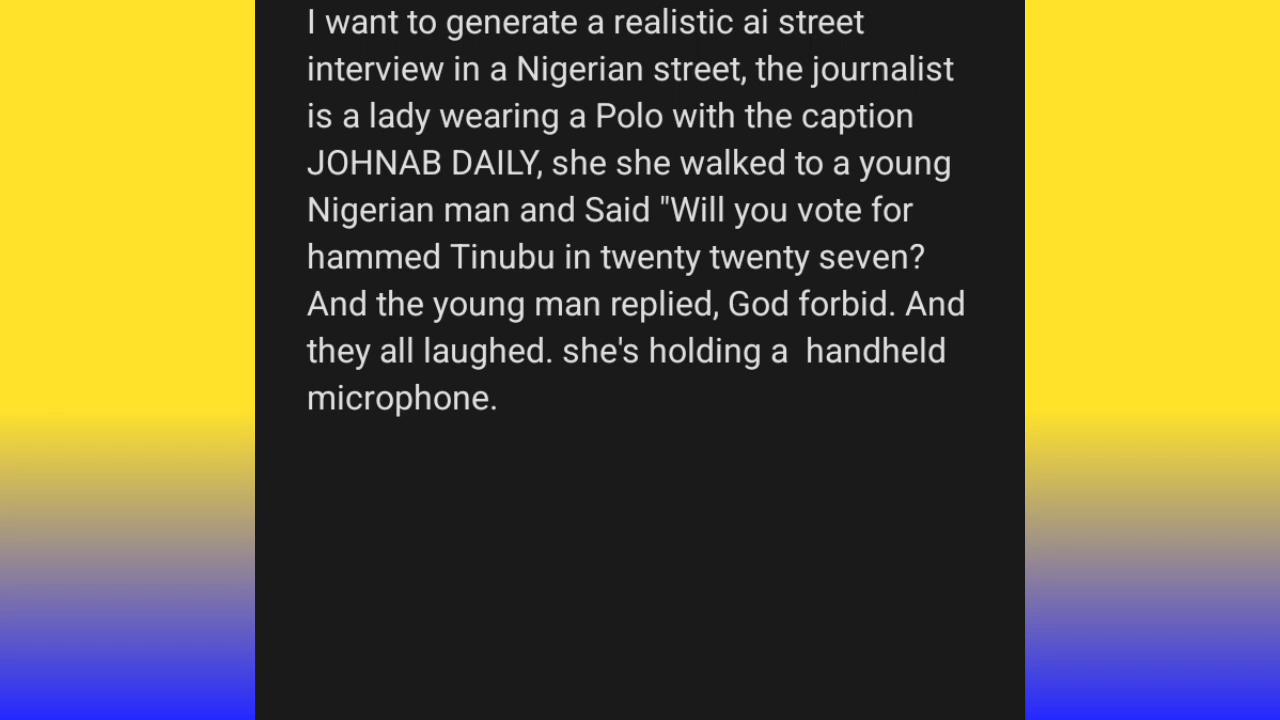 I want to generate a realistic ai street
interview in a Nigerian street, the journalist
is a lady wearing a Polo with the caption
JOHNAB DAILY, she she walked to a young
Nigerian man and Said "Will you vote for
hammed Tinubu in twenty twenty seven?
And the young man replied, God forbid. And
they all laughed. she's holding a  handheld
microphone.